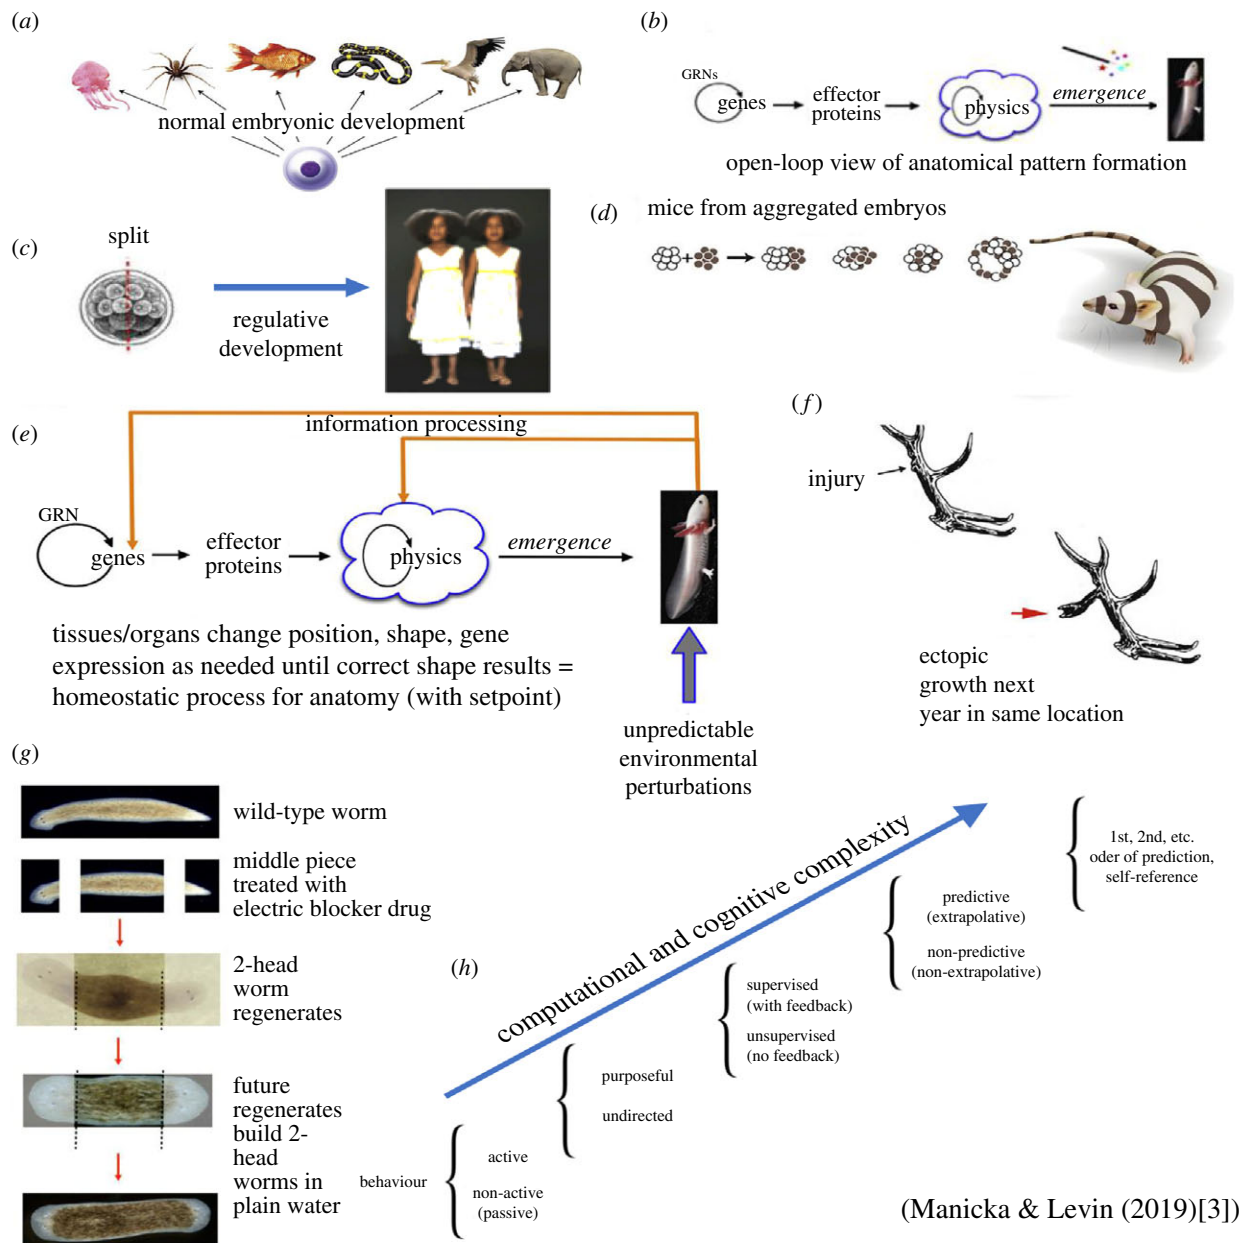 (a)
normal embryonic development
(b)
GRNs
genes
effector
proteins
physics
emergence
open-loop view of anatomical pattern formation
(c)
split
regulative
development
(d)
mice from aggregated embryos
+
(e)
information processing
GRN
genes
effector
proteins
physics
emergence
tissues/organs change position, shape, gene
expression as needed until correct shape results =
homeostatic process for anatomy (with setpoint)
unpredictable
environmental
perturbations
(f)
injury
ectopic
growth next
year in same location
(g)
wild-type worm
middle piece
treated with
electric blocker drug
2-head
worm
regenerates
future
regenerates
build 2-
head
worms in
plain water
(h)
computational and cognitive complexity
behaviour
active
non-active
(passive)
purposeful
undirected
supervised
(with feedback)
unsupervised
(no feedback)
predictive
(extrapolative)
non-predictive
(non-extrapolative)
1st, 2nd, etc.
oder of prediction,
self-reference
(Manicka & Levin (2019)[3])